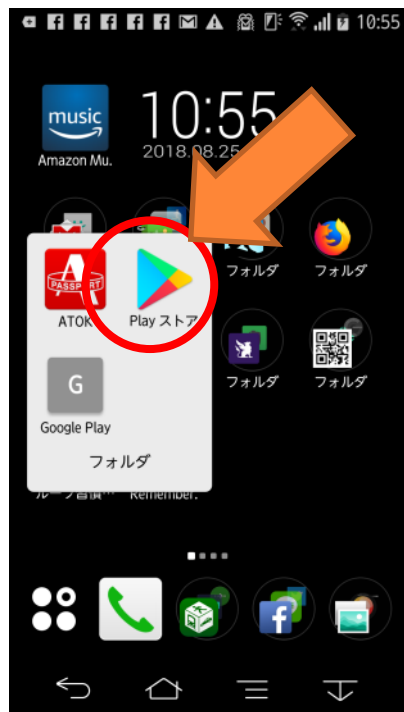 10:55
music
10:55
Amazon Mu.
2018.08.25
PASSPORT
ATOK
Play ストア
フォルダ
フォルダ
G
Google Play
フォルダ
フォルダ
フォルダ
Remember.